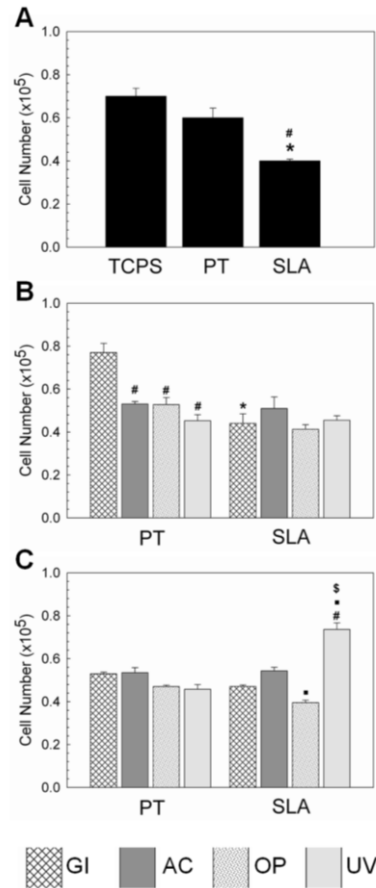 A
Cell Number (x10⁵)
1.0
0.8
0.6
0.4
0.2
0.0
#
*
TCPS PT SLA
B
Cell Number (x10⁵)
1.0
0.8
0.6
0.4
0.2
0.0
# # # *
PT SLA
C
Cell Number (x10⁵)
1.0
0.8
0.6
0.4
0.2
0.0
$
▪
#
▪
PT SLA
GI AC OP UV